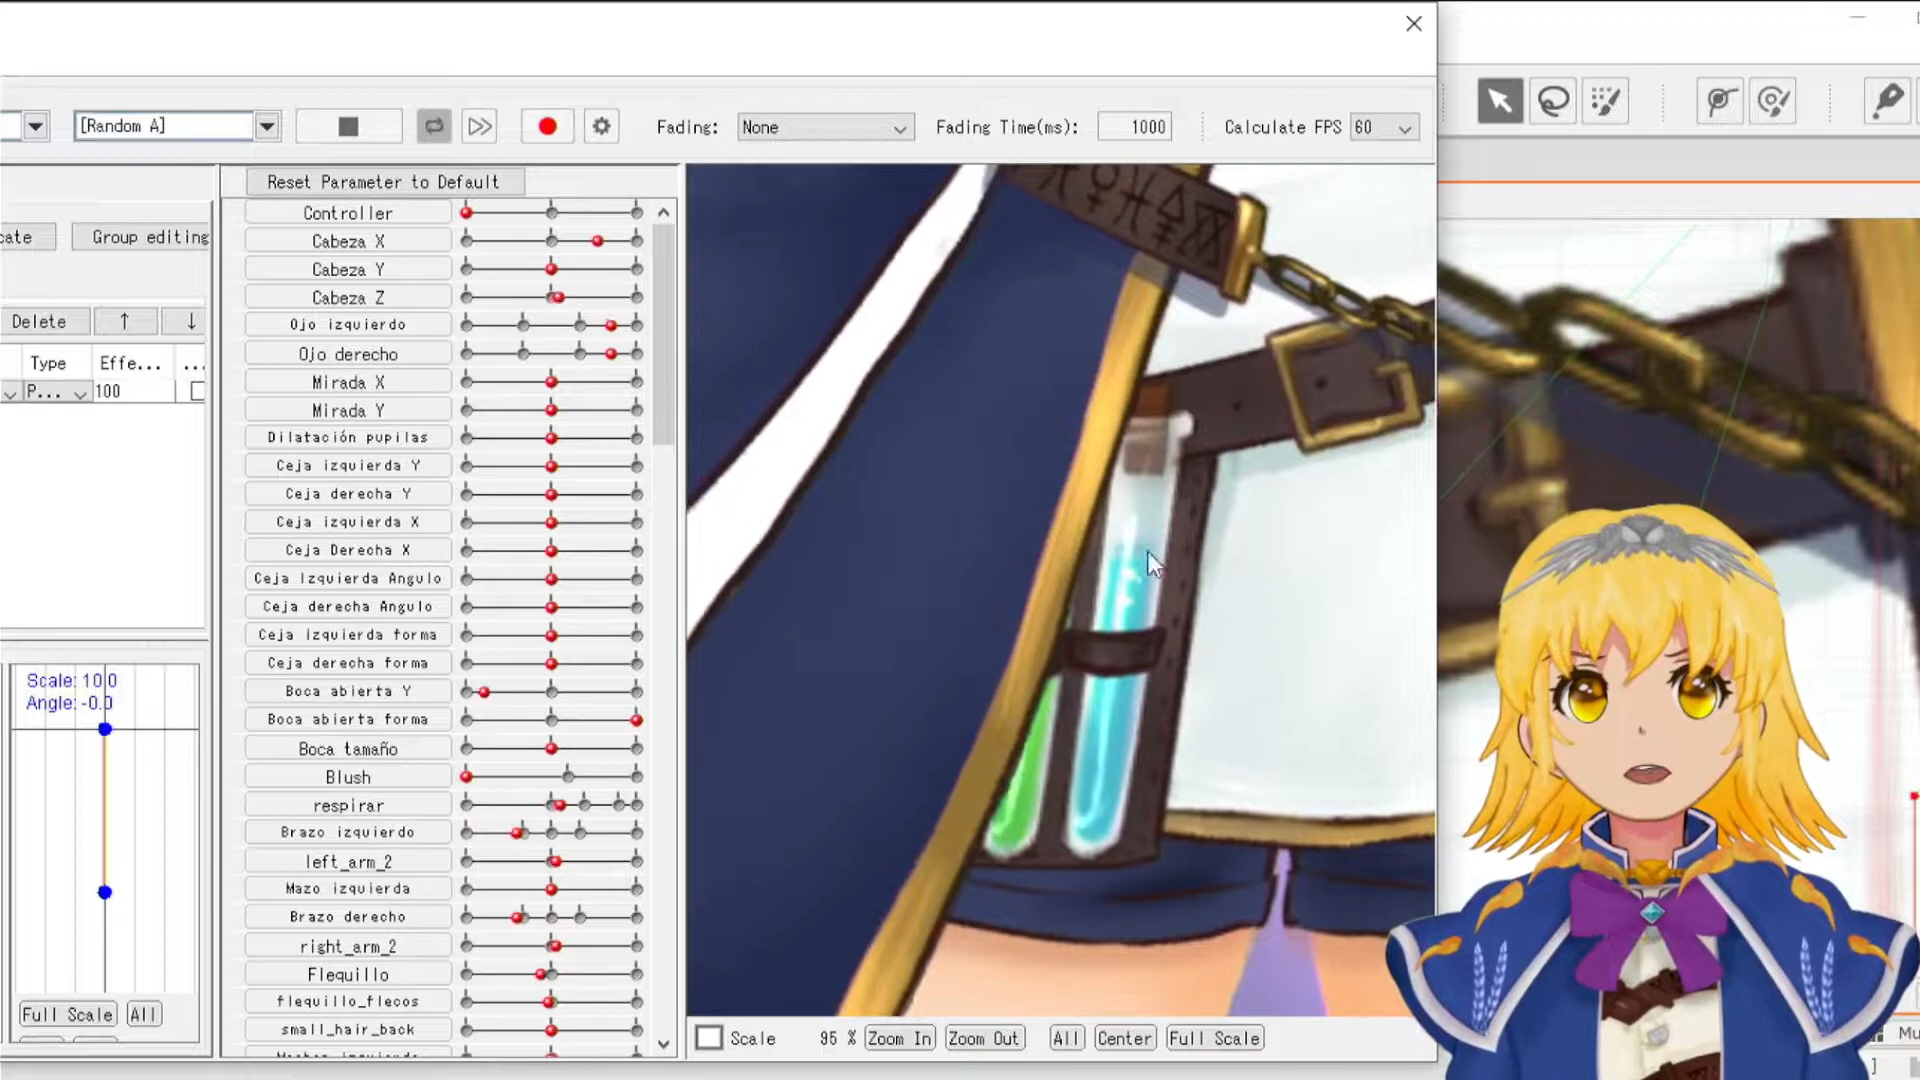 [Random A]
Fading:
None
Fading Time(ms):
1000
Calculate FPS
60
Reset Parameter to Default
Group editing
Delete
↑
↓
Type
Effe...
...
P...
100
Scale: 10.0
Angle: -0.0
Full Scale
All
Controller
Cabeza X
Cabeza Y
Cabeza Z
Ojo izquierdo
Ojo derecho
Mirada X
Mirada Y
Dilatación pupilas
Ceja izquierda Y
Ceja derecha Y
Ceja izquierda X
Ceja Derecha X
Ceja Izquierda Angulo
Ceja derecha Angulo
Ceja izquierda forma
Ceja derecha forma
Boca abierta Y
Boca abierta forma
Boca tamaño
Blush
respirar
Brazo izquierdo
left_arm_2
Mazo izquierda
Brazo derecho
right_arm_2
Flequillo
flequillo_flecos
small_hair_back
Scale
95 %
Zoom In
Zoom Out
All
Center
Full Scale